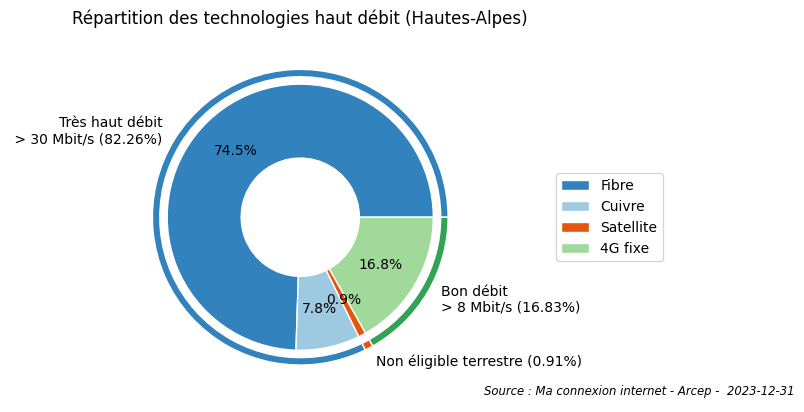 Répartition des technologies haut débit (Hautes-Alpes)
Très haut débit
> 30 Mbit/s (82.26%)
74.5%
Fibre
Cuivre
Satellite
4G fixe
16.8%
0.9%
7.8%
Bon débit
> 8 Mbit/s (16.83%)
Non éligible terrestre (0.91%)
Source : Ma connexion internet - Arcep - 2023-12-31